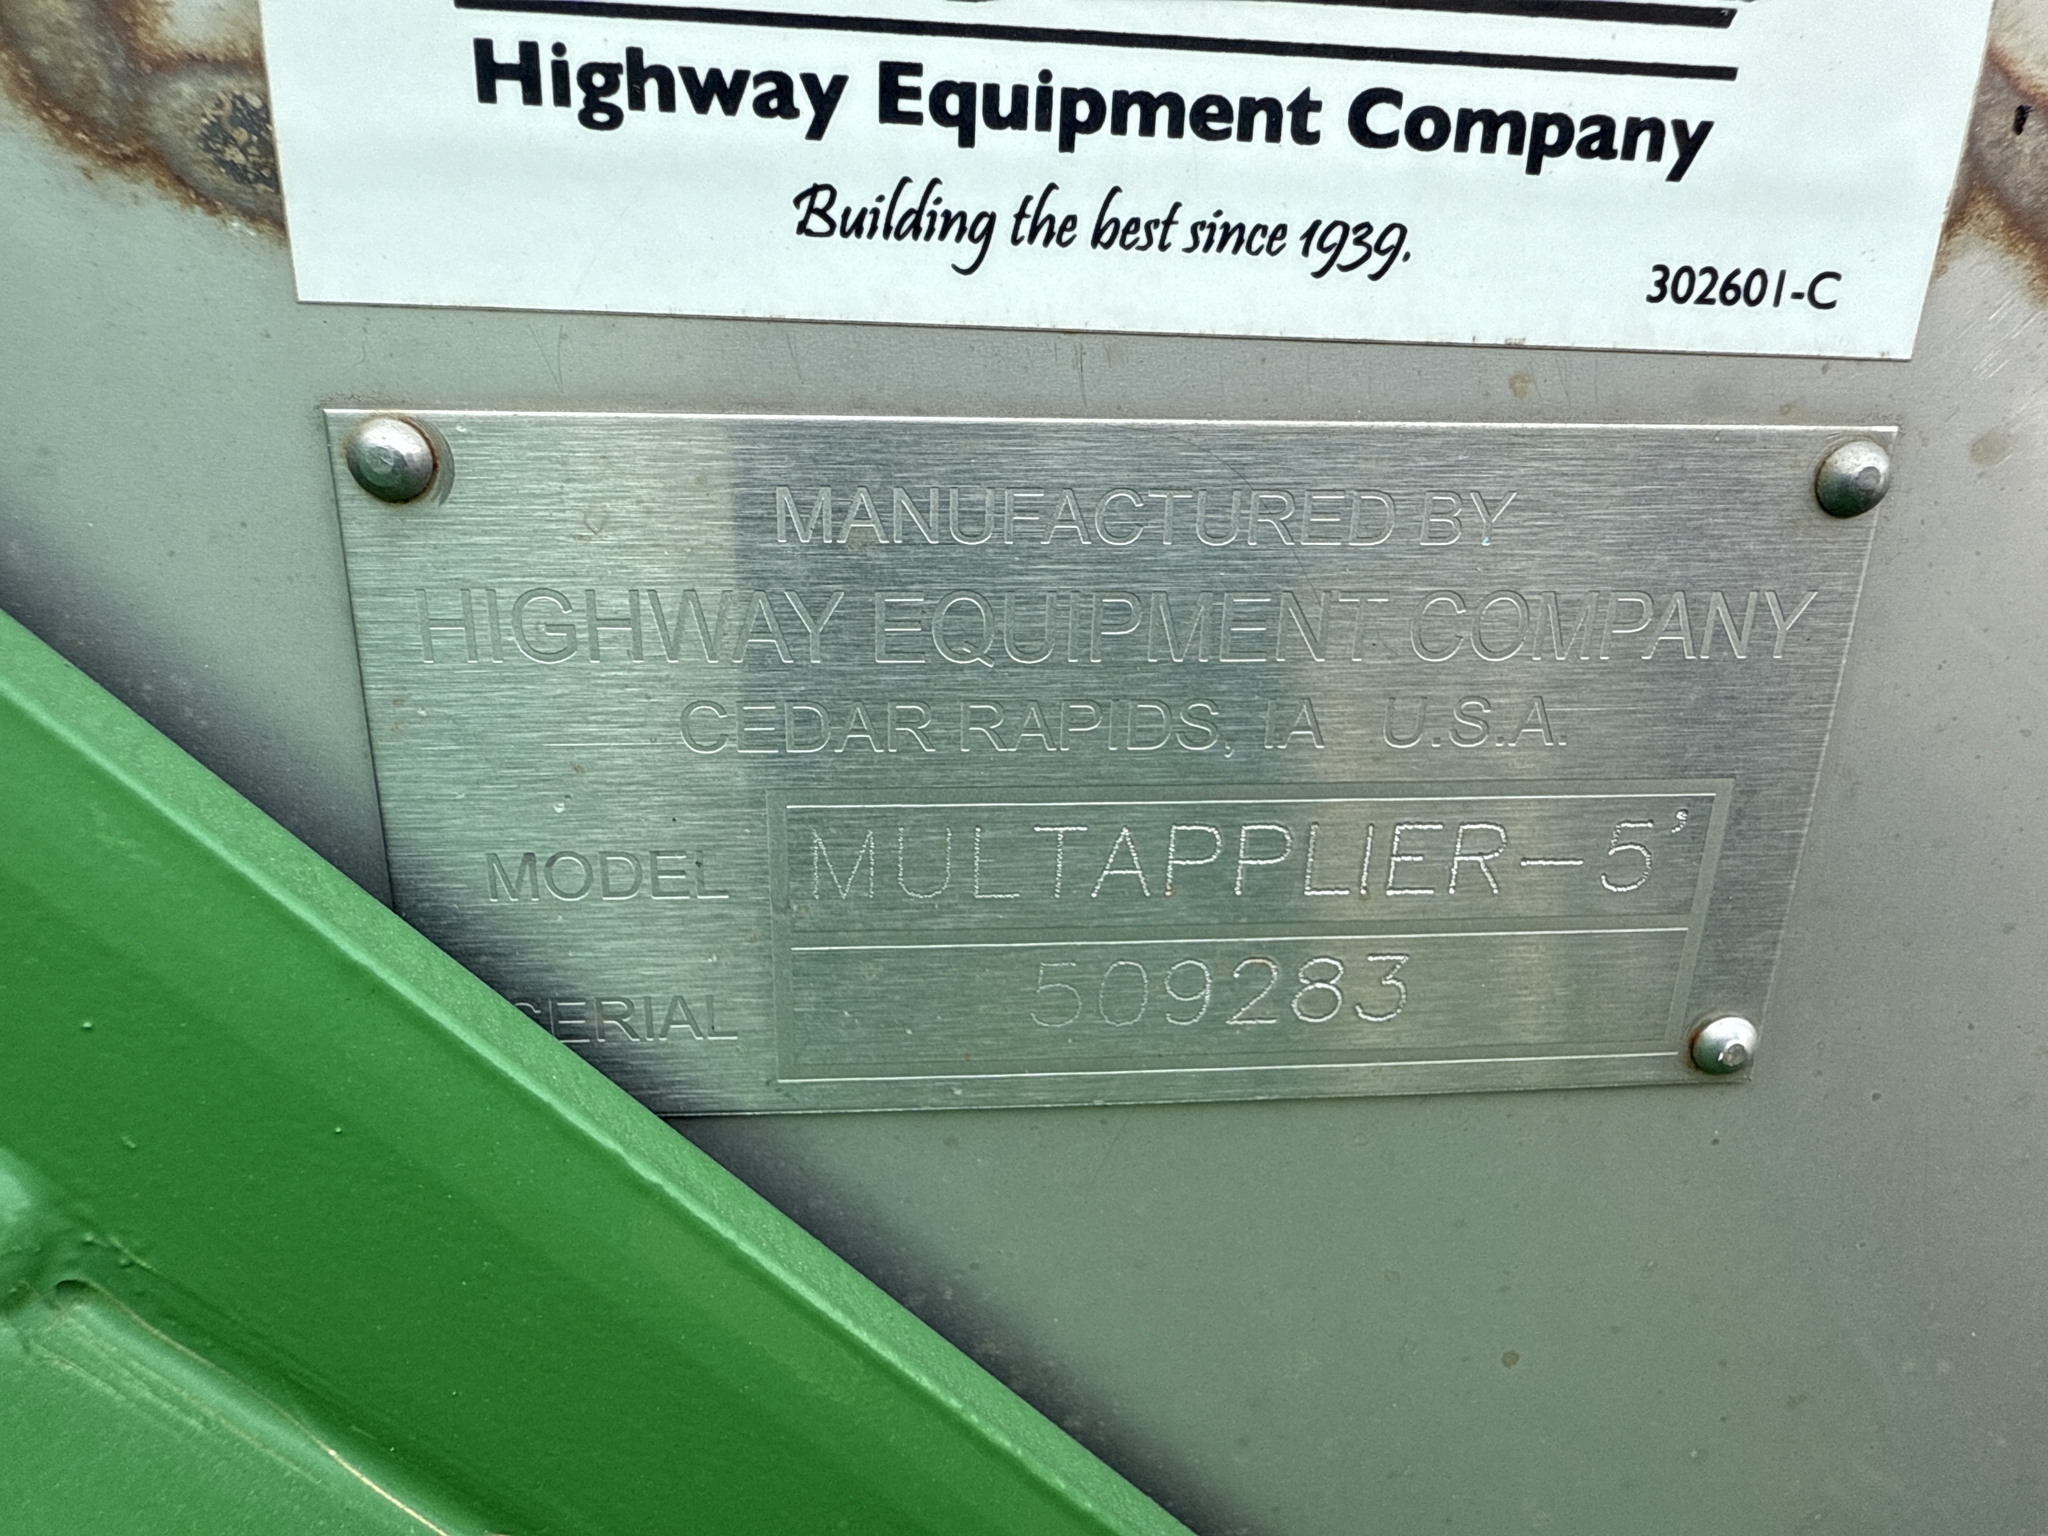 Highway Equipment Company
Building the best since 1939.
302601-C
MANUFACTURED BY
HIGHWAY EQUIPMENT COMPANY
CEDAR RAPIDS, IA U.S.A.
MODEL MULTAPPLIER-5'
SERIAL 509283